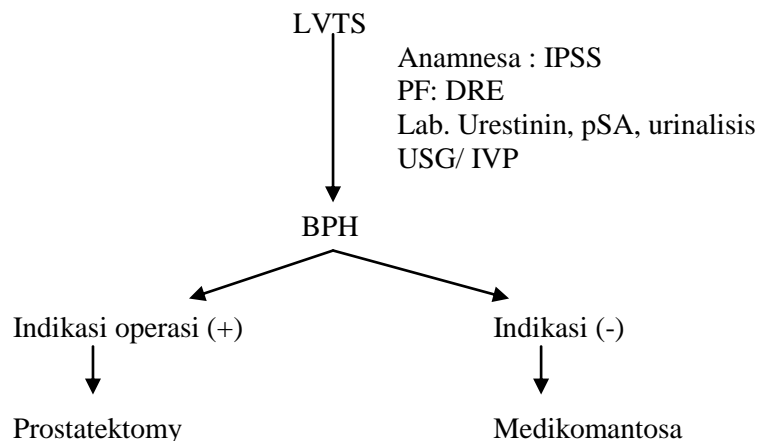 LVTS
Anamnesa : IPSS
PF: DRE
Lab. Urestinin, pSA, urinalisis
USG/ IVP
BPH
Indikasi operasi (+)
Indikasi (-)
Prostatektomy
Medikomantosa